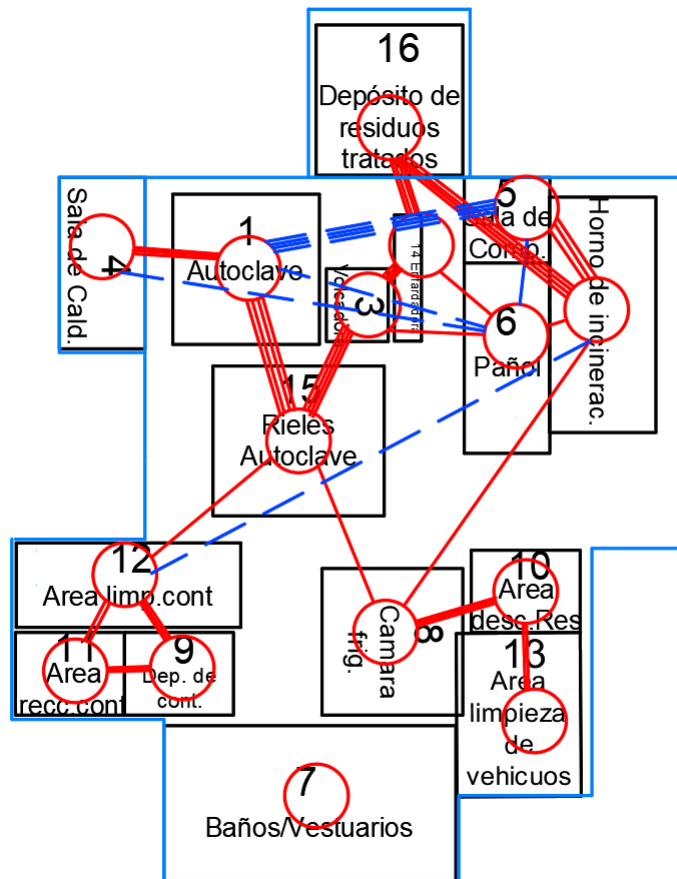 16
Depósito de
residuos
tratados
5
Sala de
Comp.
Sala de Cald.
4
1
Autoclave
Volcador
3
14 Enfardadora
Horno de incinerac.
6
Pañol
15
Rieles
Autoclave
12
Area limp.cont
11
Area
recc.cont
9
Dep. de
cont.
Camara
frig.
8
10
Area
desc.Res
13
Area
limpieza
de
vehicuos
7
Baños/Vestuarios